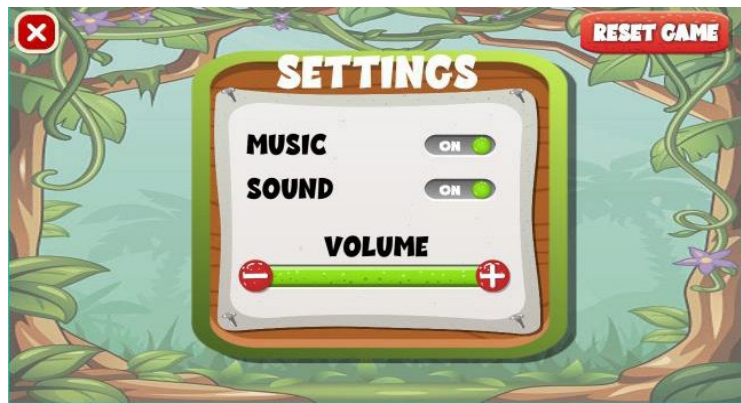 RESET GAME
SETTINGS
MUSIC ON
SOUND ON
VOLUME